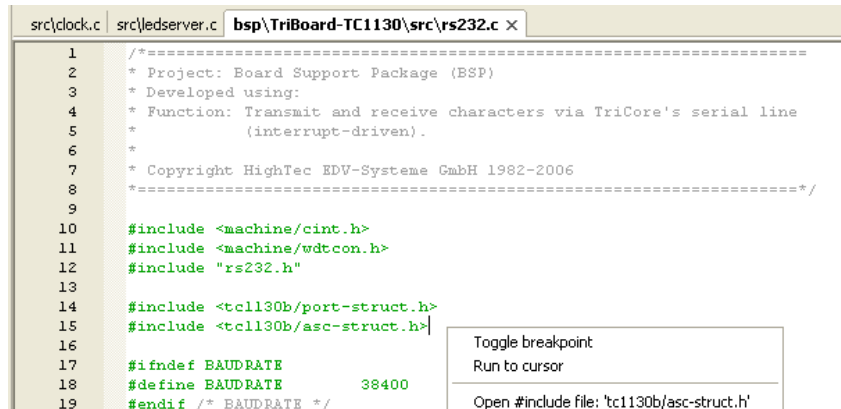 src\clock.c src\ledserver.c bsp\TriBoard-TC1130\src\rs232.c ×
1 /*====================================================================
2 * Project: Board Support Package (BSP)
3 * Developed using:
4 * Function: Transmit and receive characters via TriCore's serial line
5 * (interrupt-driven).
6 *
7 * Copyright HighTec EDV-Systeme GmbH 1982-2006
8 *====================================================================*/
9
10 #include <machine/cint.h>
11 #include <machine/wdtcon.h>
12 #include "rs232.h"
13
14 #include <tc1130b/port-struct.h>
15 #include <tc1130b/asc-struct.h>
16
Toggle breakpoint
17 #ifndef BAUDRATE
Run to cursor
18 #define BAUDRATE 38400
19 #endif /* BAUDRATE */
Open #include file: 'tc1130b/asc-struct.h'